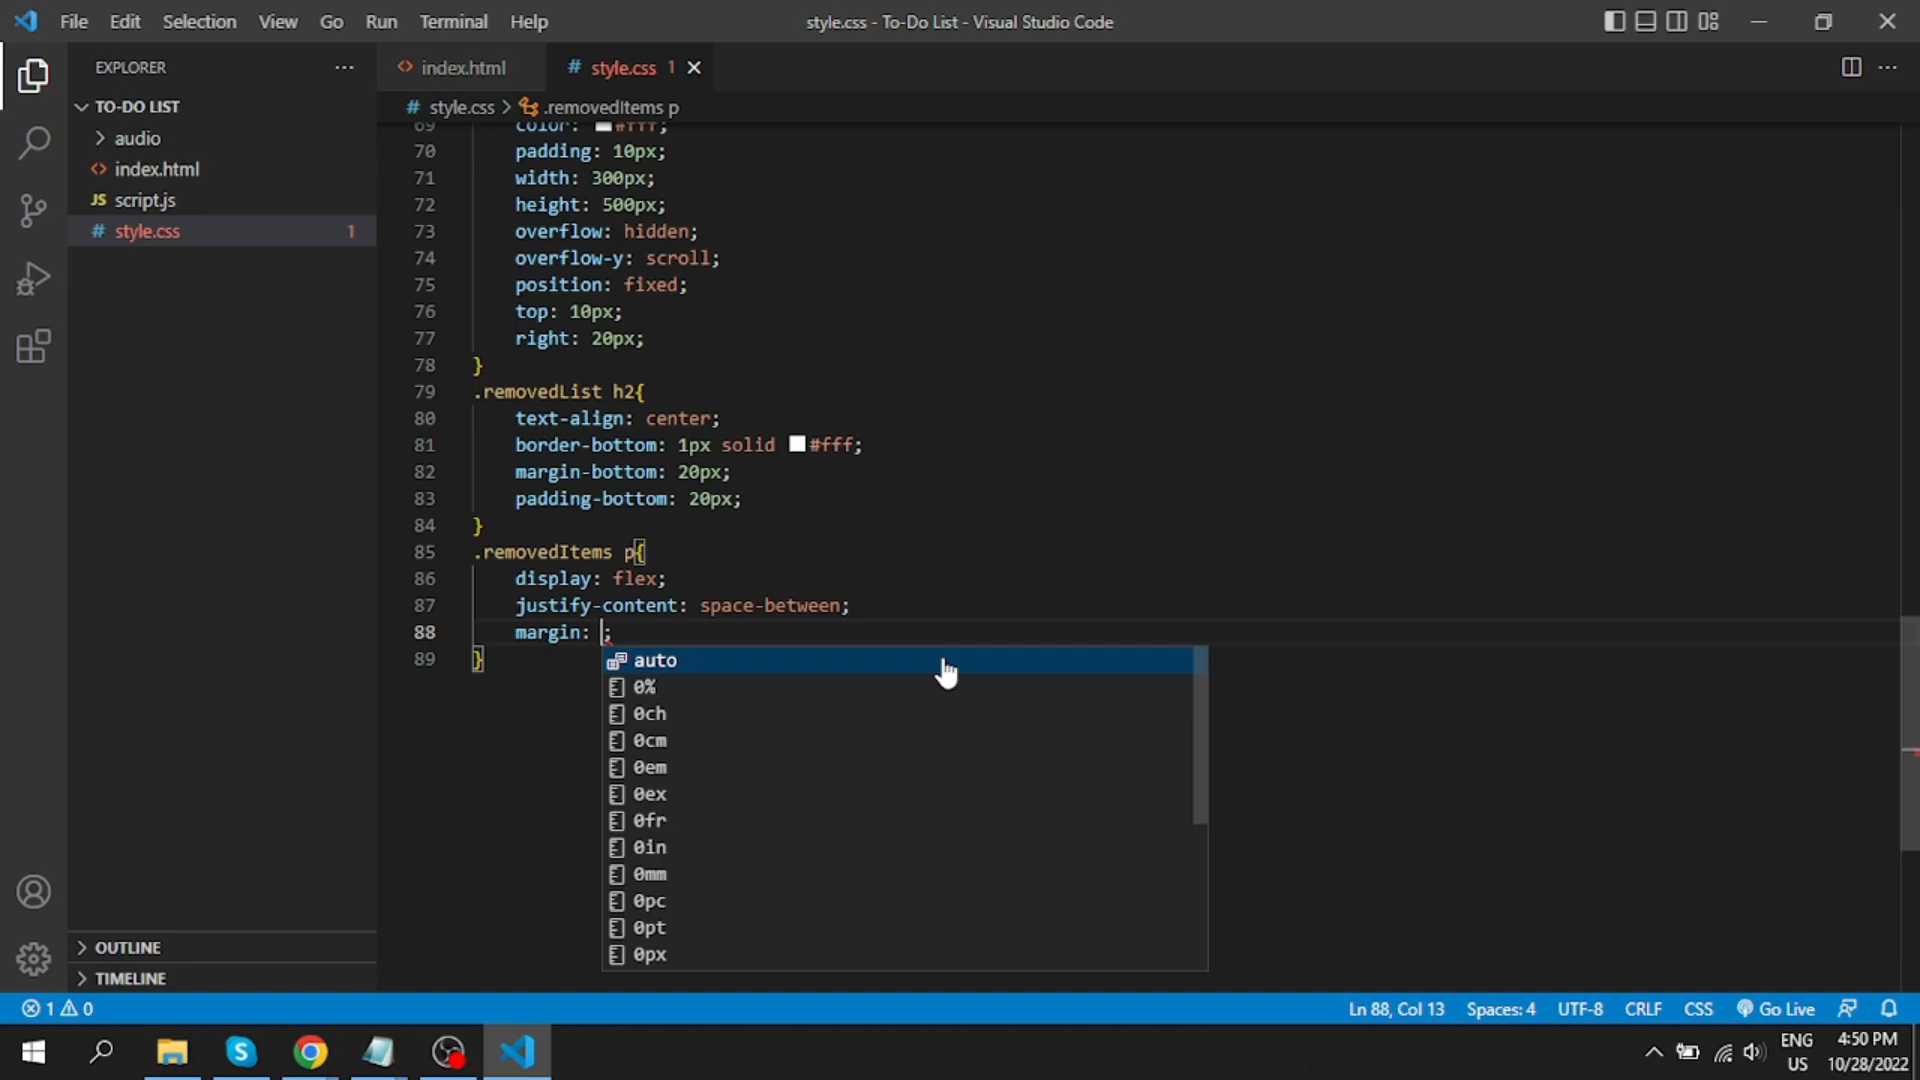 File Edit Selection View Go Run Terminal Help
style.css - To-Do List - Visual Studio Code
EXPLORER
TO-DO LIST
audio
<> index.html
JS script.js
# style.css 1
OUTLINE
TIMELINE
<> index.html
# style.css 1
# style.css > .removedItems p
69 color: #fff;
70 padding: 10px;
71 width: 300px;
72 height: 500px;
73 overflow: hidden;
74 overflow-y: scroll;
75 position: fixed;
76 top: 10px;
77 right: 20px;
78 }
79 .removedList h2{
80 text-align: center;
81 border-bottom: 1px solid #fff;
82 margin-bottom: 20px;
83 padding-bottom: 20px;
84 }
85 .removedItems p{
86 display: flex;
87 justify-content: space-between;
88 margin: ;
89 }
auto
0%
0ch
0cm
0em
0ex
0fr
0in
0mm
0pc
0pt
0px
1 0
Ln 88, Col 13 Spaces: 4 UTF-8 CRLF CSS Go Live
ENG
US
4:50 PM
10/28/2022